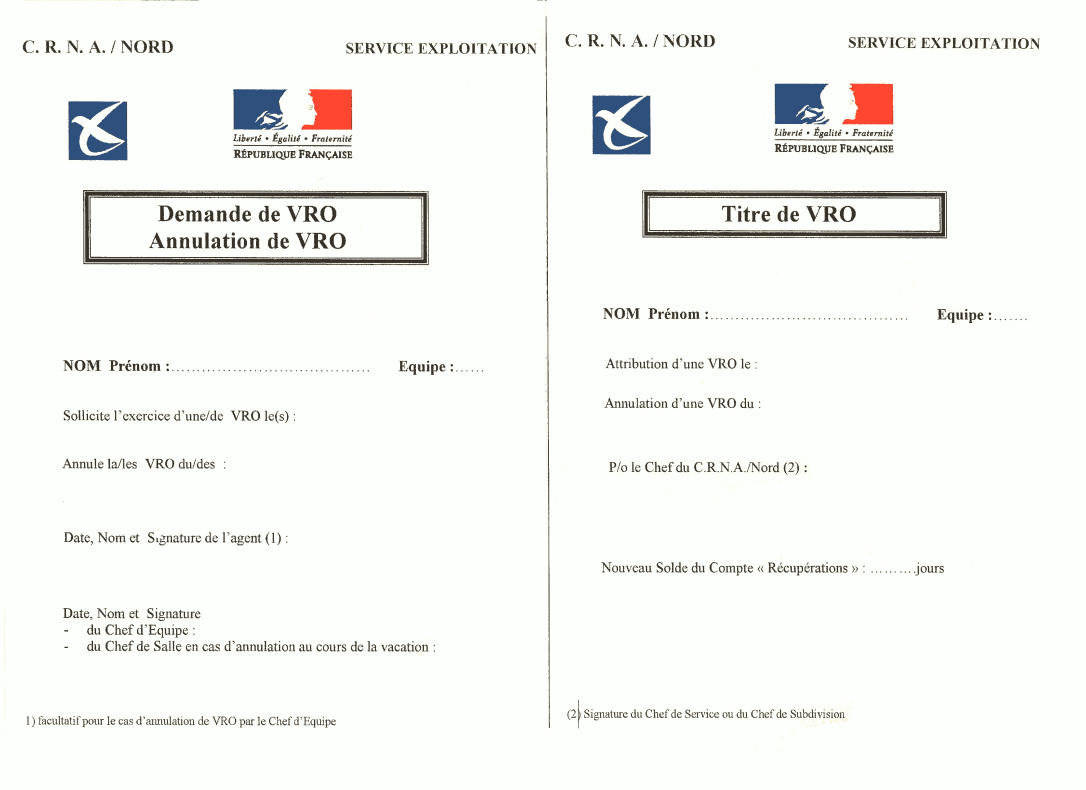 C. R. N. A. / NORD
SERVICE EXPLOITATION
Liberté • Égalité • Fraternité
RÉPUBLIQUE FRANÇAISE
Demande de VRO
Annulation de VRO
NOM Prénom :...................................... Equipe :......
Sollicite l'exercice d'une/de VRO le(s) :
Annule la/les VRO du/des :
Date, Nom et Signature de l'agent (1) :
Date, Nom et Signature
- du Chef d'Equipe :
- du Chef de Salle en cas d'annulation au cours de la vacation :
1) facultatif pour le cas d'annulation de VRO par le Chef d'Equipe
C. R. N. A. / NORD
SERVICE EXPLOITATION
Liberté • Égalité • Fraternité
RÉPUBLIQUE FRANÇAISE
Titre de VRO
NOM Prénom :...................................... Equipe :.......
Attribution d'une VRO le :
Annulation d'une VRO du :
P/o le Chef du C.R.N.A./Nord (2) :
Nouveau Solde du Compte « Récupérations » : ……….jours
(2) Signature du Chef de Service ou du Chef de Subdivision